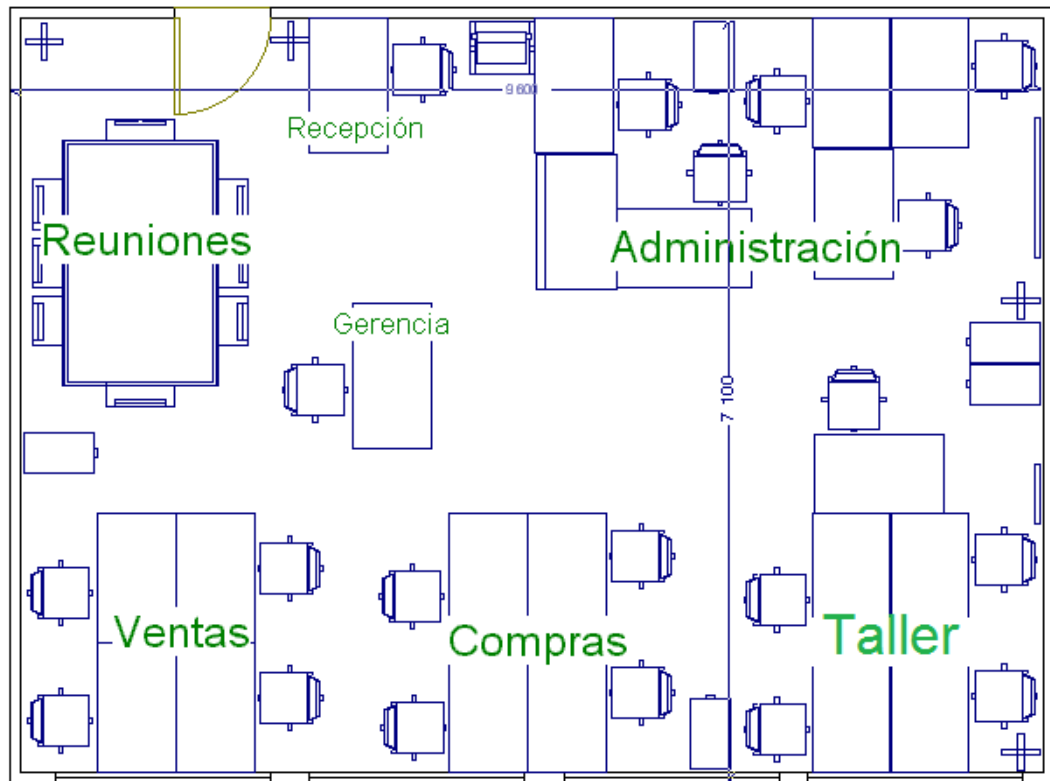 9 600
Recepción
Reuniones
Administración
Gerencia
7 100
Ventas
Compras
Taller